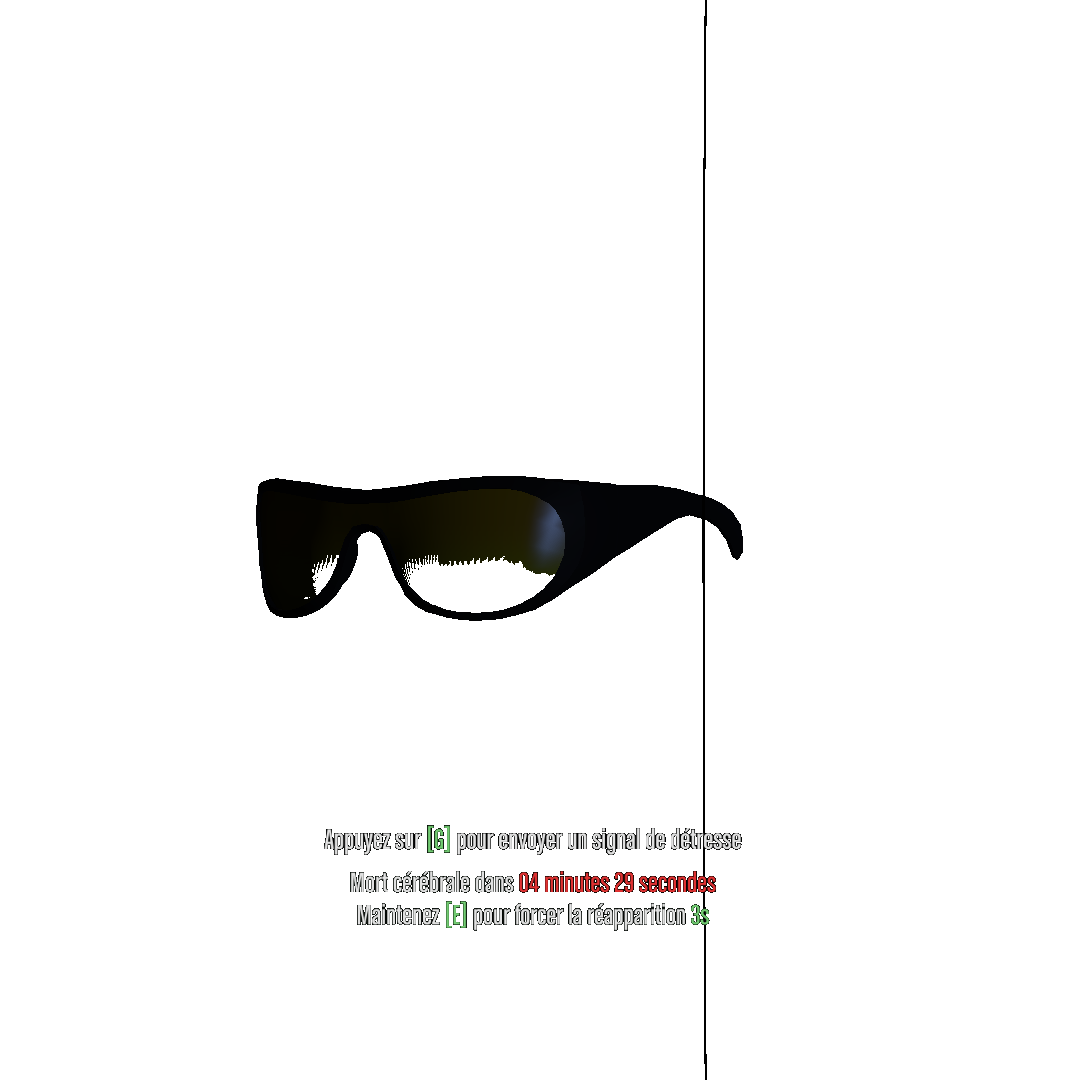 Appuyez sur [G] pour envoyer un signal de détresse
Mort cérébrale dans 04 minutes 29 secondes
Maintenez [E] pour forcer la réapparition 3s